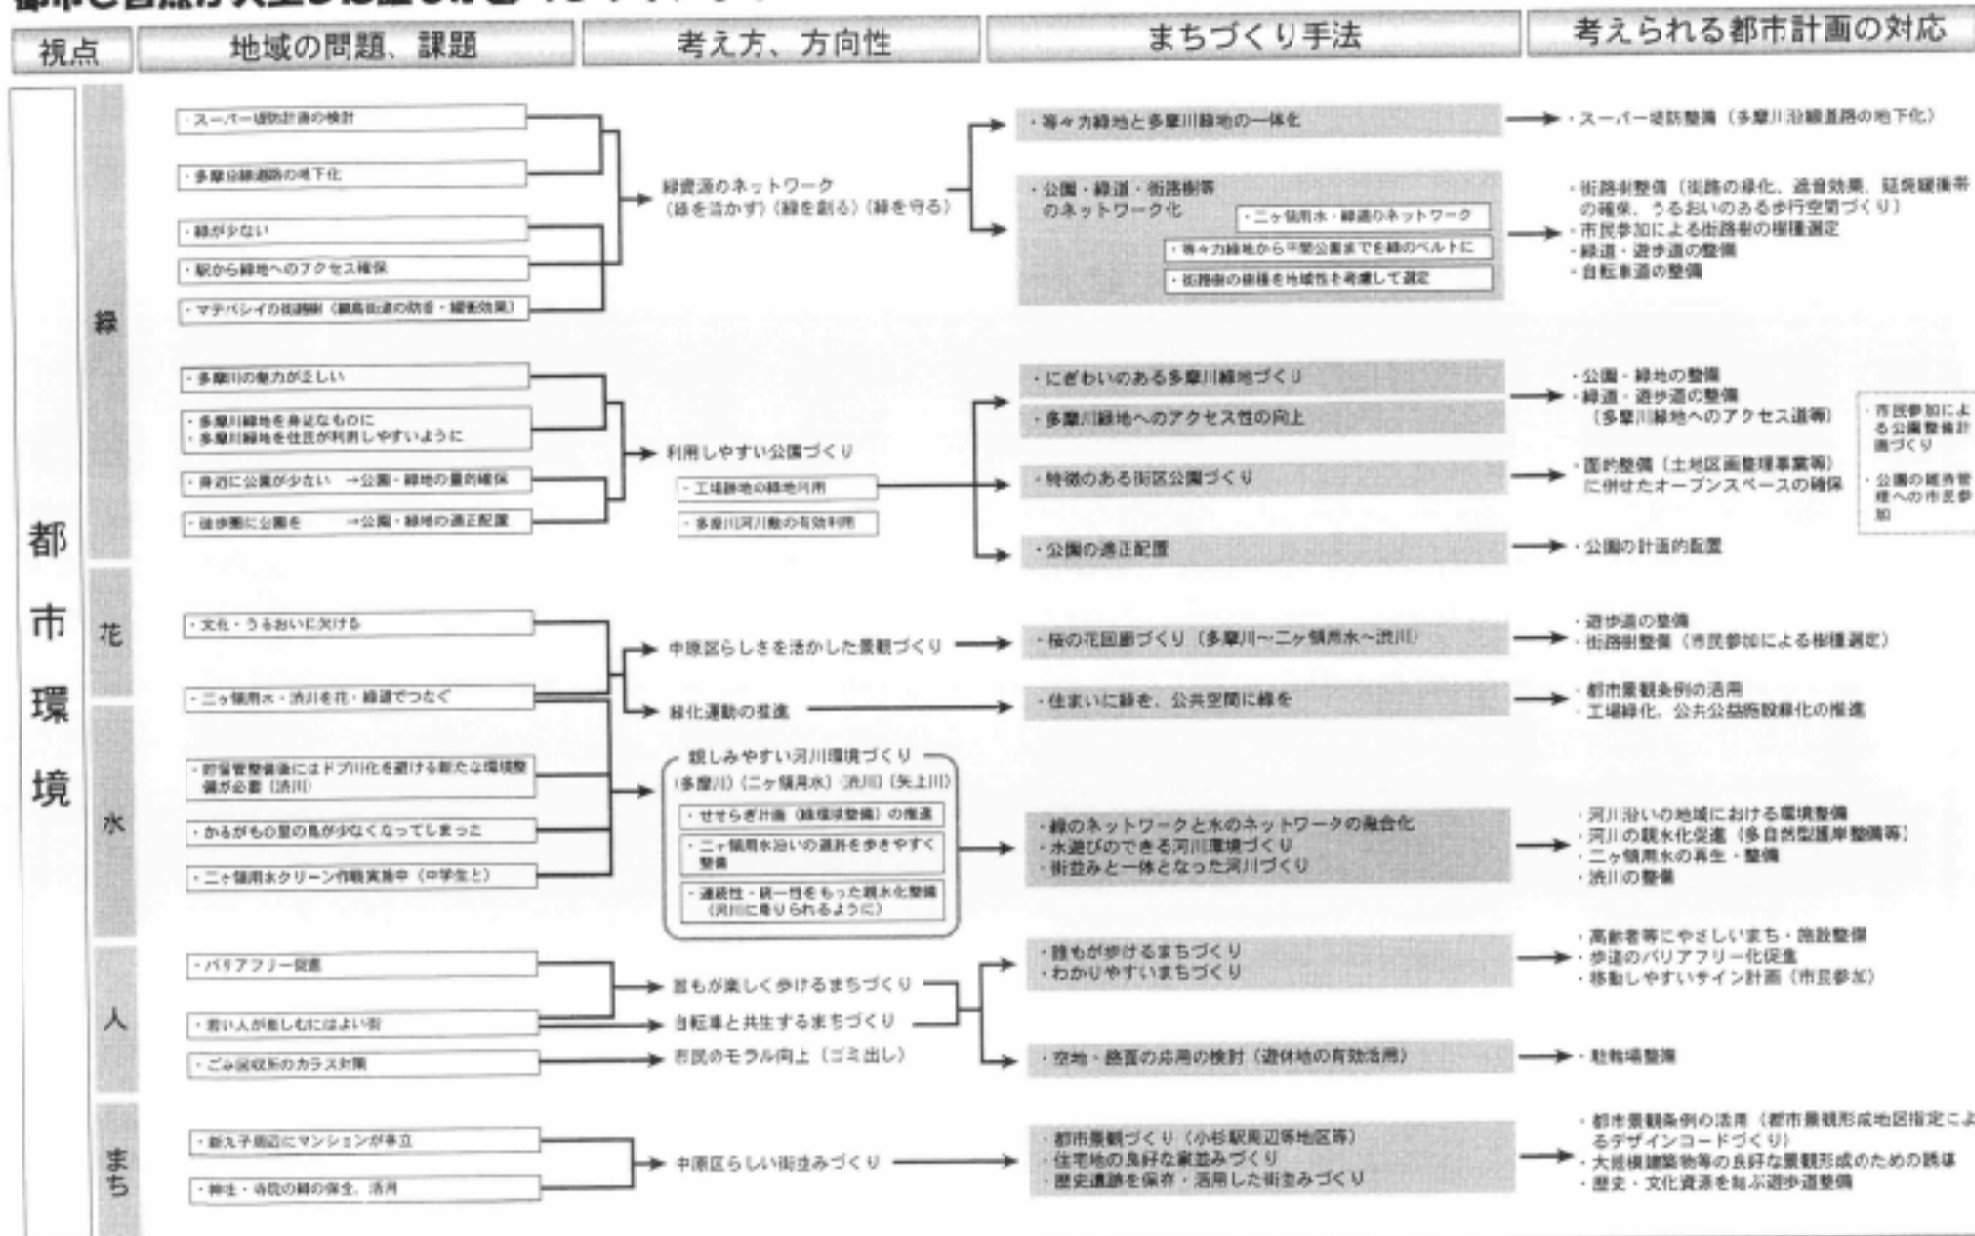 視点
地域の問題、課題
考え方、方向性
まちづくり手法
考えられる都市計画の対応
都市環境
緑
・スーパー堤防計画の検討
・多摩沿線道路の地下化
・緑が少ない
・駅から緑地へのアクセス確保
・マテバシイの街路樹（綱島街道の防音・緩衝効果）
緑資源のネットワーク
（緑を活かす）（緑を創る）（緑を守る）
・等々力緑地と多摩川緑地の一体化
・公園・緑道・街路樹等
のネットワーク化
・二ヶ領用水・緑道のネットワーク
・等々力緑地から平間公園までを緑のベルトに
・街路樹の樹種を地域性を考慮して選定
・スーパー堤防整備（多摩川沿線道路の地下化）
・街路樹整備（街路の緑化、遮音効果、延焼緩衝帯
の確保、うるおいのある歩行空間づくり）
・市民参加による街路樹の樹種選定
・緑道・遊歩道の整備
・自転車道の整備
・多摩川の魅力が乏しい
・多摩川緑地を身近なものに
・多摩川緑地を住民が利用しやすいように
・身近に公園が少ない →公園・緑地の量的確保
・徒歩圏に公園を →公園・緑地の適正配置
利用しやすい公園づくり
・工場跡地の緑地利用
・多摩川河川敷の有効利用
・にぎわいのある多摩川緑地づくり
・多摩川緑地へのアクセス性の向上
・特徴のある街区公園づくり
・公園の適正配置
・公園・緑地の整備
・緑道・遊歩道の整備
（多摩川緑地へのアクセス道等）
・面的整備（土地区画整理事業等）
に併せたオープンスペースの確保
・公園の計画的配置
・市民参加によ
る公園整備計
画づくり
・公園の維持管
理への市民参
加
花
・文化・うるおいに欠ける
・二ヶ領用水・渋川を花・緑道でつなぐ
中原区らしさを活かした景観づくり
緑化運動の推進
・桜の花回廊づくり（多摩川～二ヶ領用水～渋川）
・住まいに緑を、公共空間に緑を
・遊歩道の整備
・街路樹整備（市民参加による樹種選定）
・都市景観条例の活用
・工場緑化、公共公益施設緑化の推進
水
・貯留管整備後にはドブ川化を避ける新たな環境整
備が必要（渋川）
・かるがもの里の鳥が少なくなってしまった
・二ヶ領用水クリーン作戦実施中（中学生と）
親しみやすい河川環境づくり
（多摩川）（二ヶ領用水）（渋川）（矢上川）
・せせらぎ計画（緑環境整備）の推進
・二ヶ領用水沿いの道路を歩きやすく
整備
・連続性・統一性をもった親水化整備
（河川に降りられるように）
・緑のネットワークと水のネットワークの融合化
・水遊びのできる河川環境づくり
・街並みと一体となった河川づくり
・河川沿いの地域における環境整備
・河川の親水化促進（多自然型護岸整備等）
・二ヶ領用水の再生・整備
・渋川の整備
人
・バリアフリー促進
・若い人が楽しむにはよい街
・ごみ回収所のカラス対策
誰もが楽しく歩けるまちづくり
自転車と共生するまちづくり
市民のモラル向上（ゴミ出し）
・誰もが歩けるまちづくり
・わかりやすいまちづくり
・空地・路面の応用の検討（遊休地の有効活用）
・高齢者等にやさしいまち・施設整備
・歩道のバリアフリー化促進
・移動しやすいサイン計画（市民参加）
・駐輪場整備
まち
・新丸子周辺にマンションが多立
・神社・寺院の緑の保全、活用
中原区らしい街並みづくり
・都市景観づくり（小杉駅周辺等地区等）
・住宅地の良好な家並みづくり
・歴史遺跡を保存・活用した街並みづくり
・都市景観条例の活用（都市景観形成地区指定によ
るデザインコードづくり）
・大規模建築物等の良好な景観形成のための誘導
・歴史・文化資源を結ぶ遊歩道整備